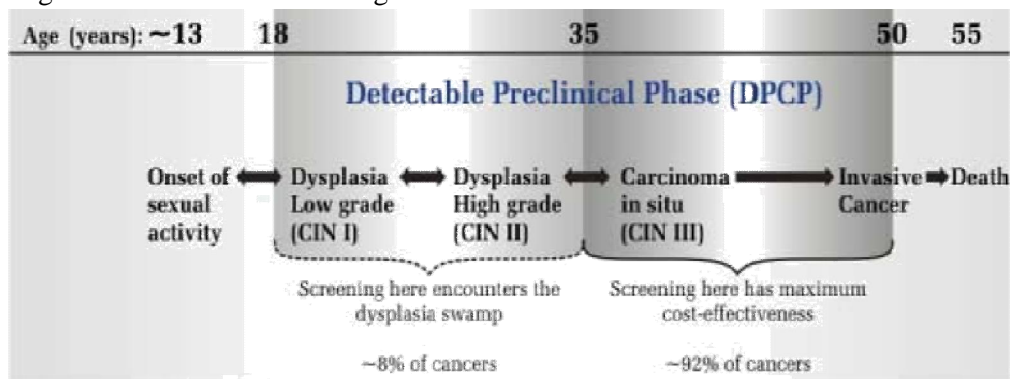 Age (years): ~13 18 35 50 55
Detectable Preclinical Phase (DPCP)
Onset of sexual activity
Dysplasia Low grade (CIN I)
Dysplasia High grade (CIN II)
Carcinoma in situ (CIN III)
Invasive Cancer
Death
Screening here encounters the
dysplasia swamp
~8% of cancers
Screening here has maximum
cost-effectiveness
~92% of cancers